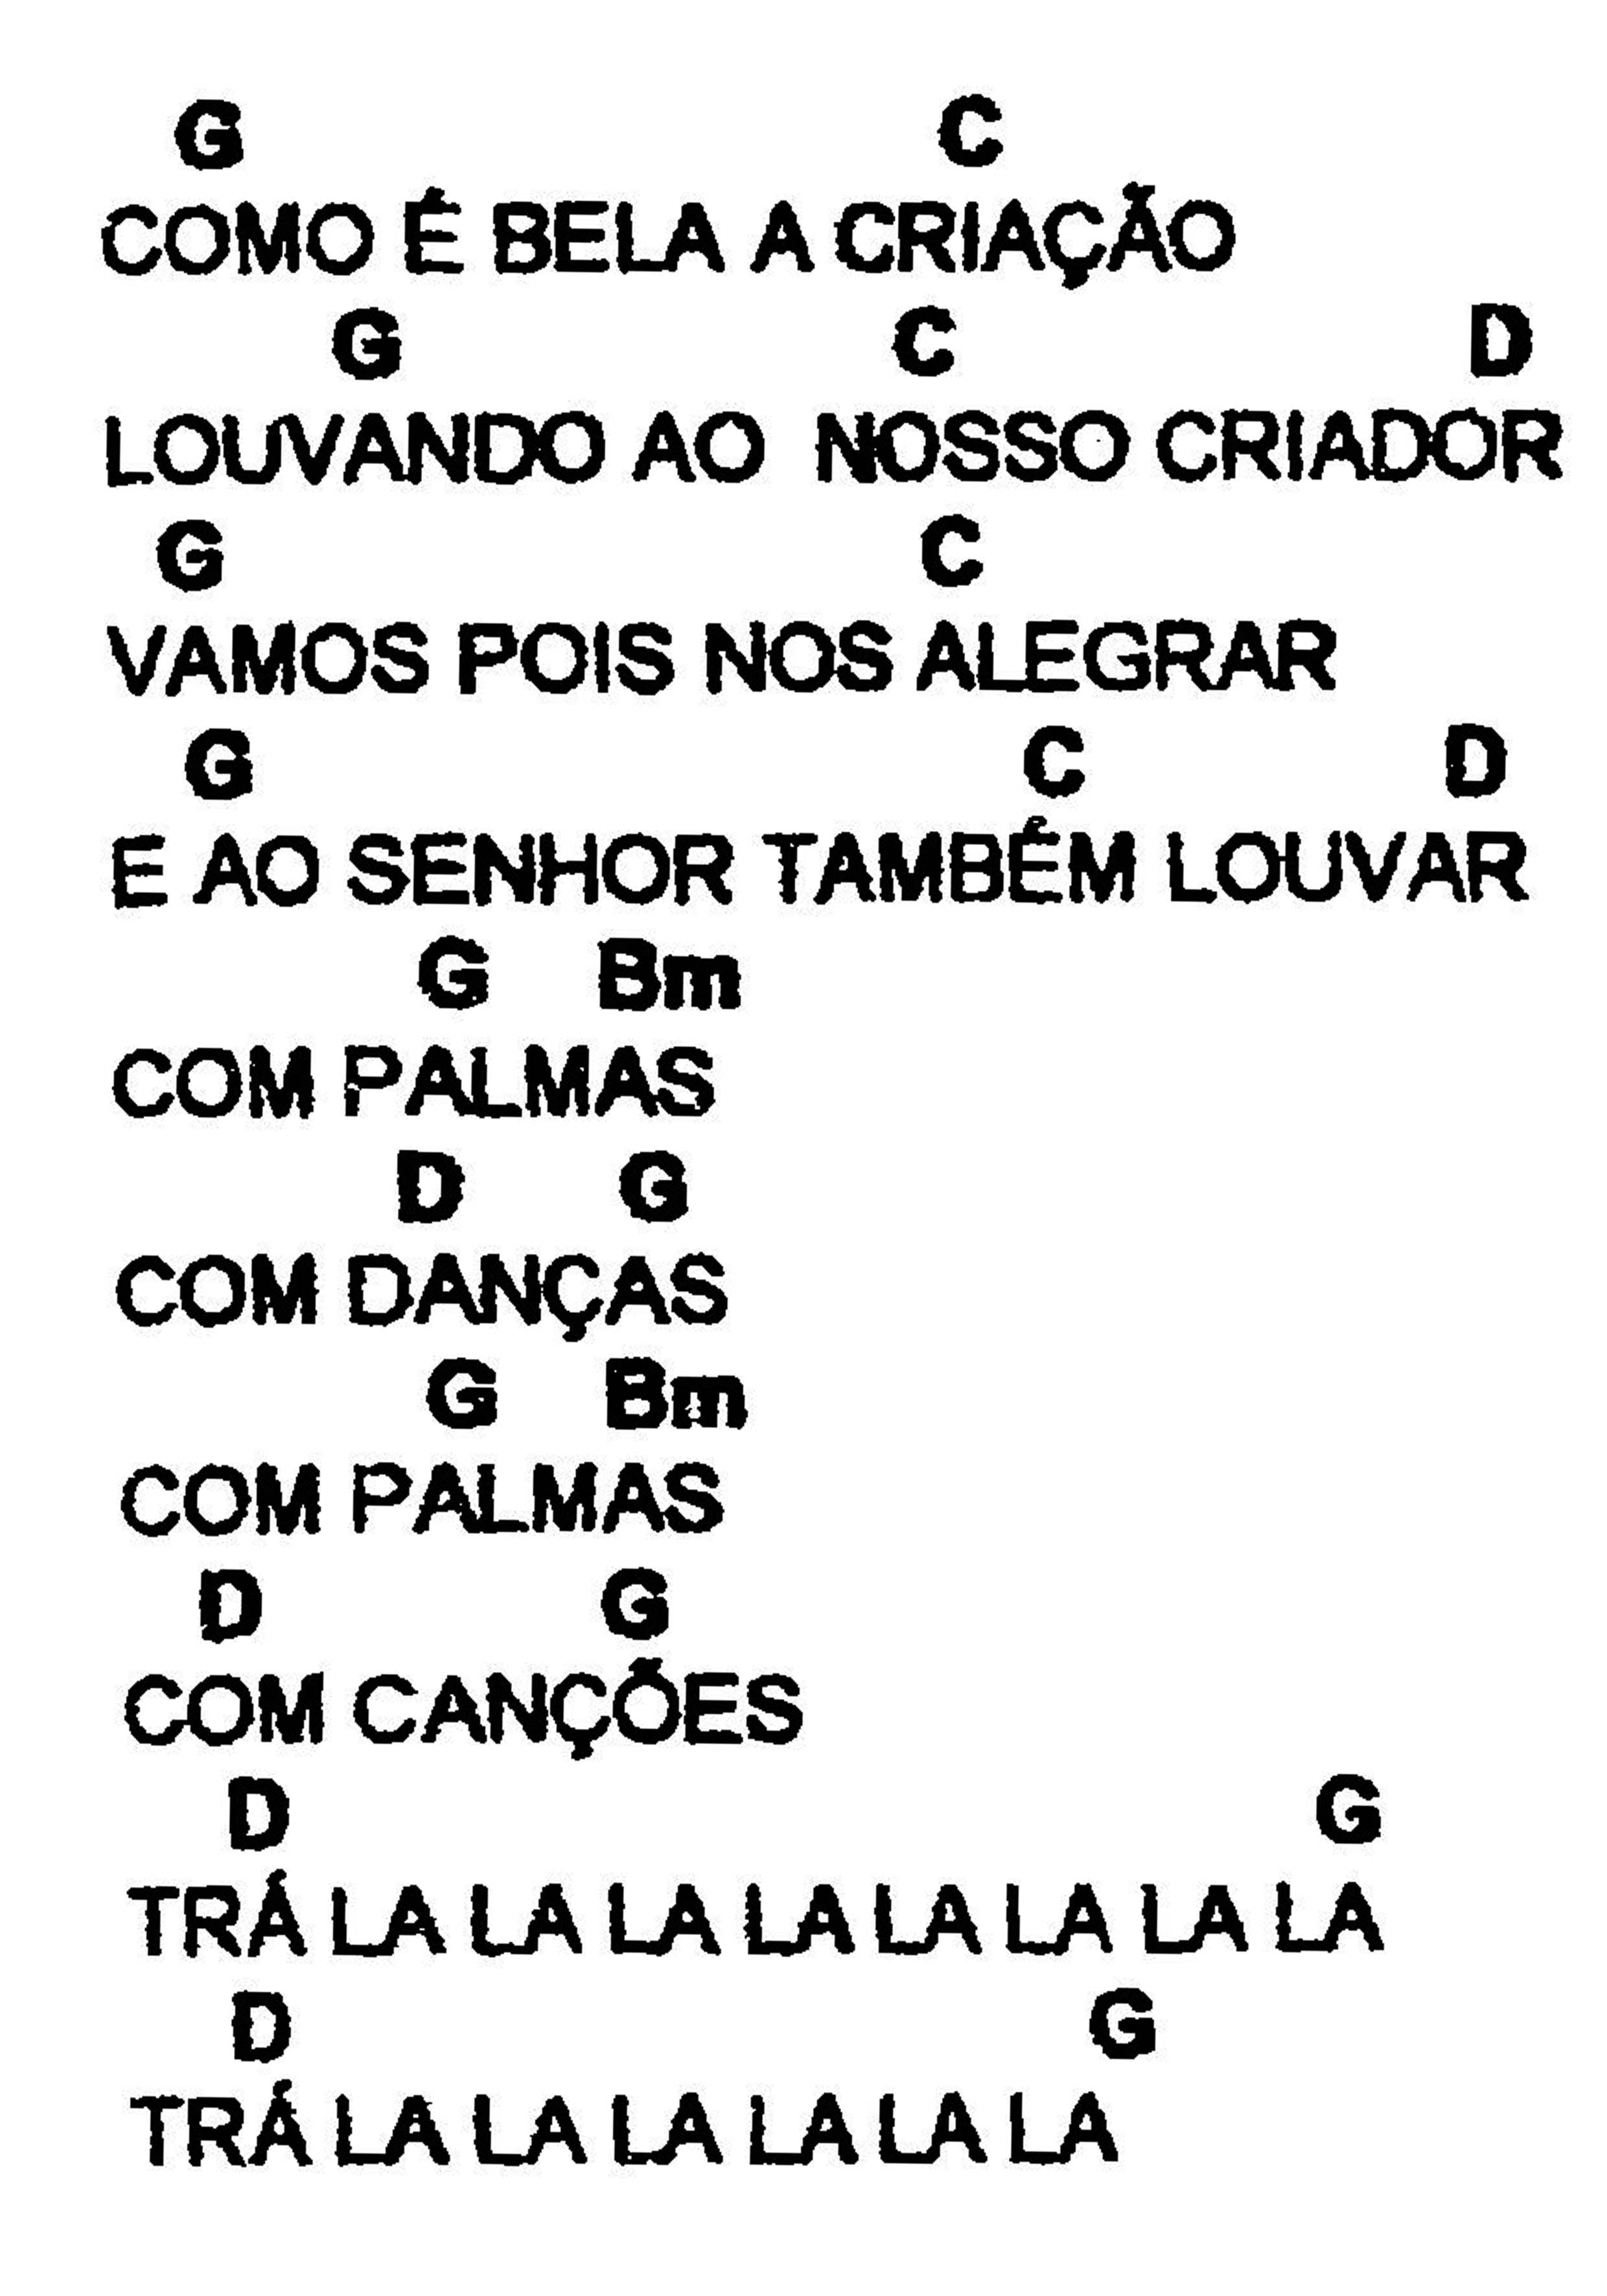 G C
COMO É BELA A CRIAÇÃO
G C D
LOUVANDO AO NOSSO CRIADOR
G C
VAMOS POIS NOS ALEGRAR
G C D
E AO SENHOR TAMBÉM LOUVAR
G Bm
COM PALMAS
D G
COM DANÇAS
G Bm
COM PALMAS
D G
COM CANÇÕES
D G
TRÁ LA LA LA LA LA LA LA LA
D G
TRÁ LA LA LA LA LA LA